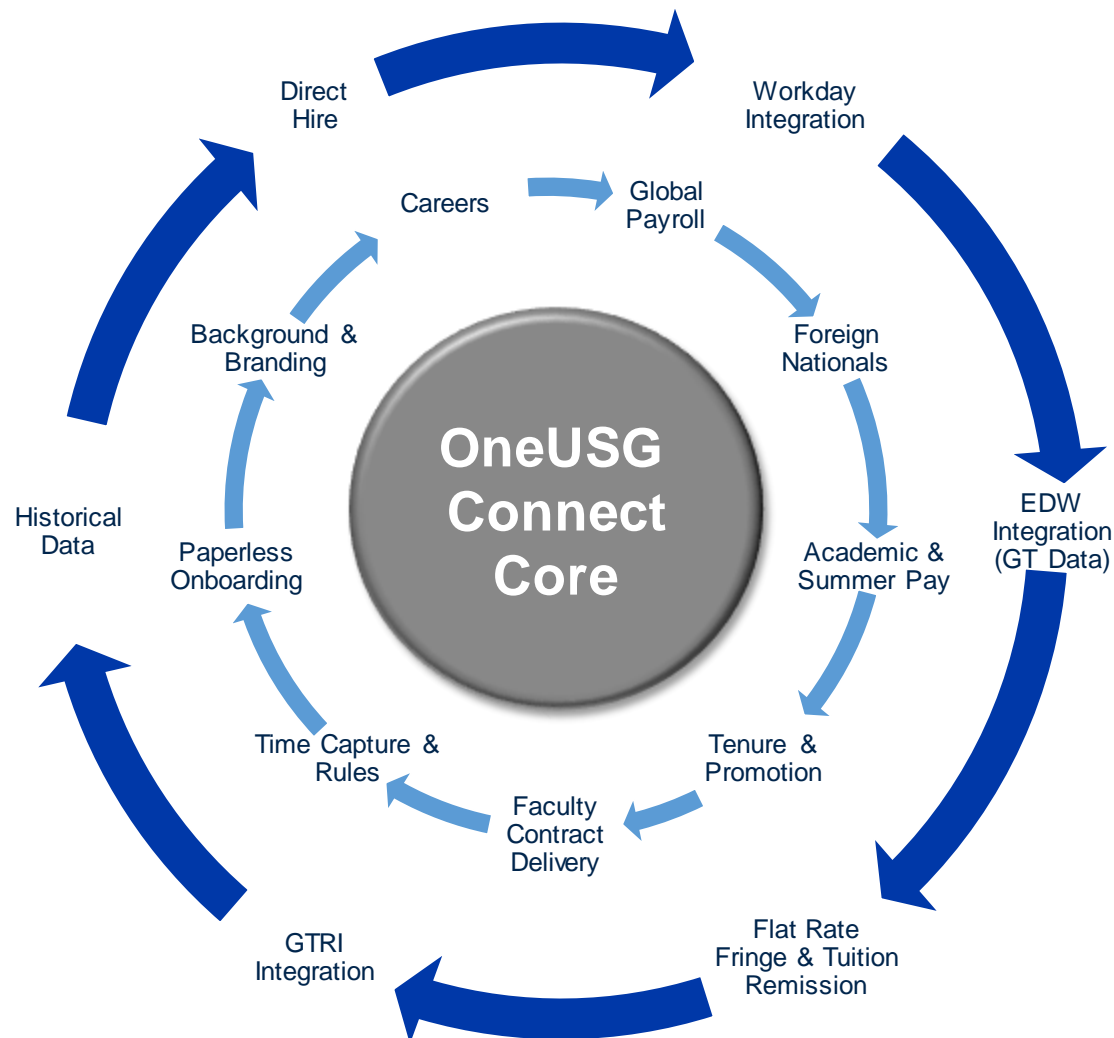 Direct
Hire
Workday
Integration
Careers
Global
Payroll
Background &
Branding
Foreign
Nationals
OneUSG
Connect
Core
Historical
Data
Paperless
Onboarding
Academic &
Summer Pay
EDW
Integration
(GT Data)
Time Capture &
Rules
Tenure &
Promotion
Faculty
Contract
Delivery
GTRI
Integration
Flat Rate
Fringe & Tuition
Remission